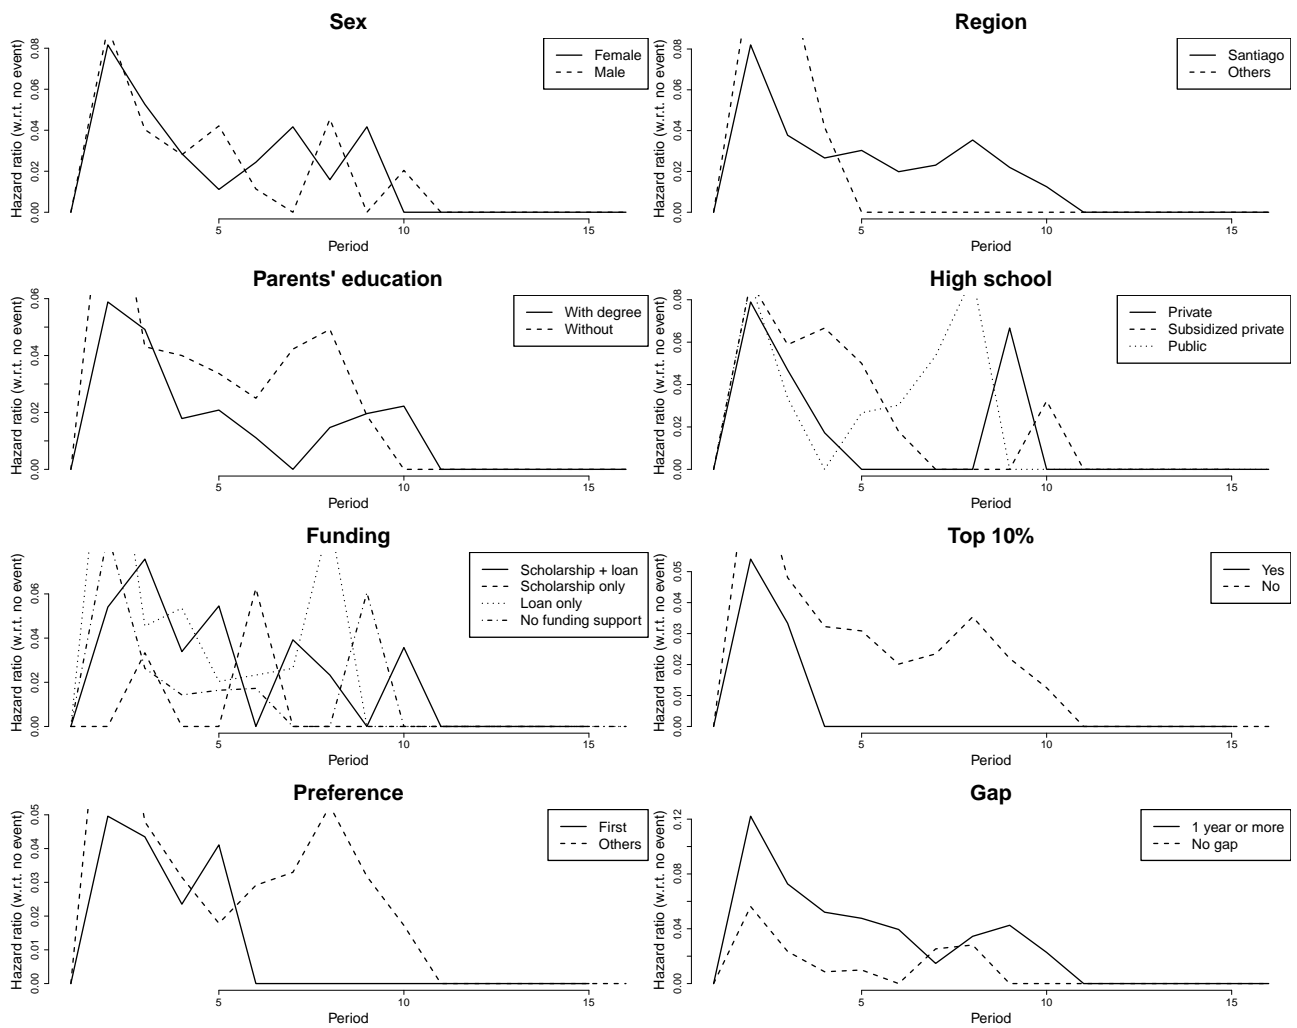 Sex
Hazard ratio (w.r.t. no event)
0.00 0.02 0.04 0.06 0.08
Female
Male
5 10 15
Period
Region
Hazard ratio (w.r.t. no event)
0.00 0.02 0.04 0.06 0.08
Santiago
Others
5 10 15
Period
Parents' education
Hazard ratio (w.r.t. no event)
0.00 0.02 0.04 0.06
With degree
Without
5 10 15
Period
High school
Hazard ratio (w.r.t. no event)
0.00 0.02 0.04 0.06 0.08
Private
Subsidized private
Public
5 10 15
Period
Funding
Hazard ratio (w.r.t. no event)
0.00 0.02 0.04 0.06
Scholarship + loan
Scholarship only
Loan only
No funding support
5 10 15
Period
Top 10%
Hazard ratio (w.r.t. no event)
0.00 0.01 0.02 0.03 0.04 0.05
Yes
No
5 10 15
Period
Preference
Hazard ratio (w.r.t. no event)
0.00 0.01 0.02 0.03 0.04 0.05
First
Others
5 10 15
Period
Gap
Hazard ratio (w.r.t. no event)
0.00 0.04 0.08 0.12
1 year or more
No gap
5 10 15
Period